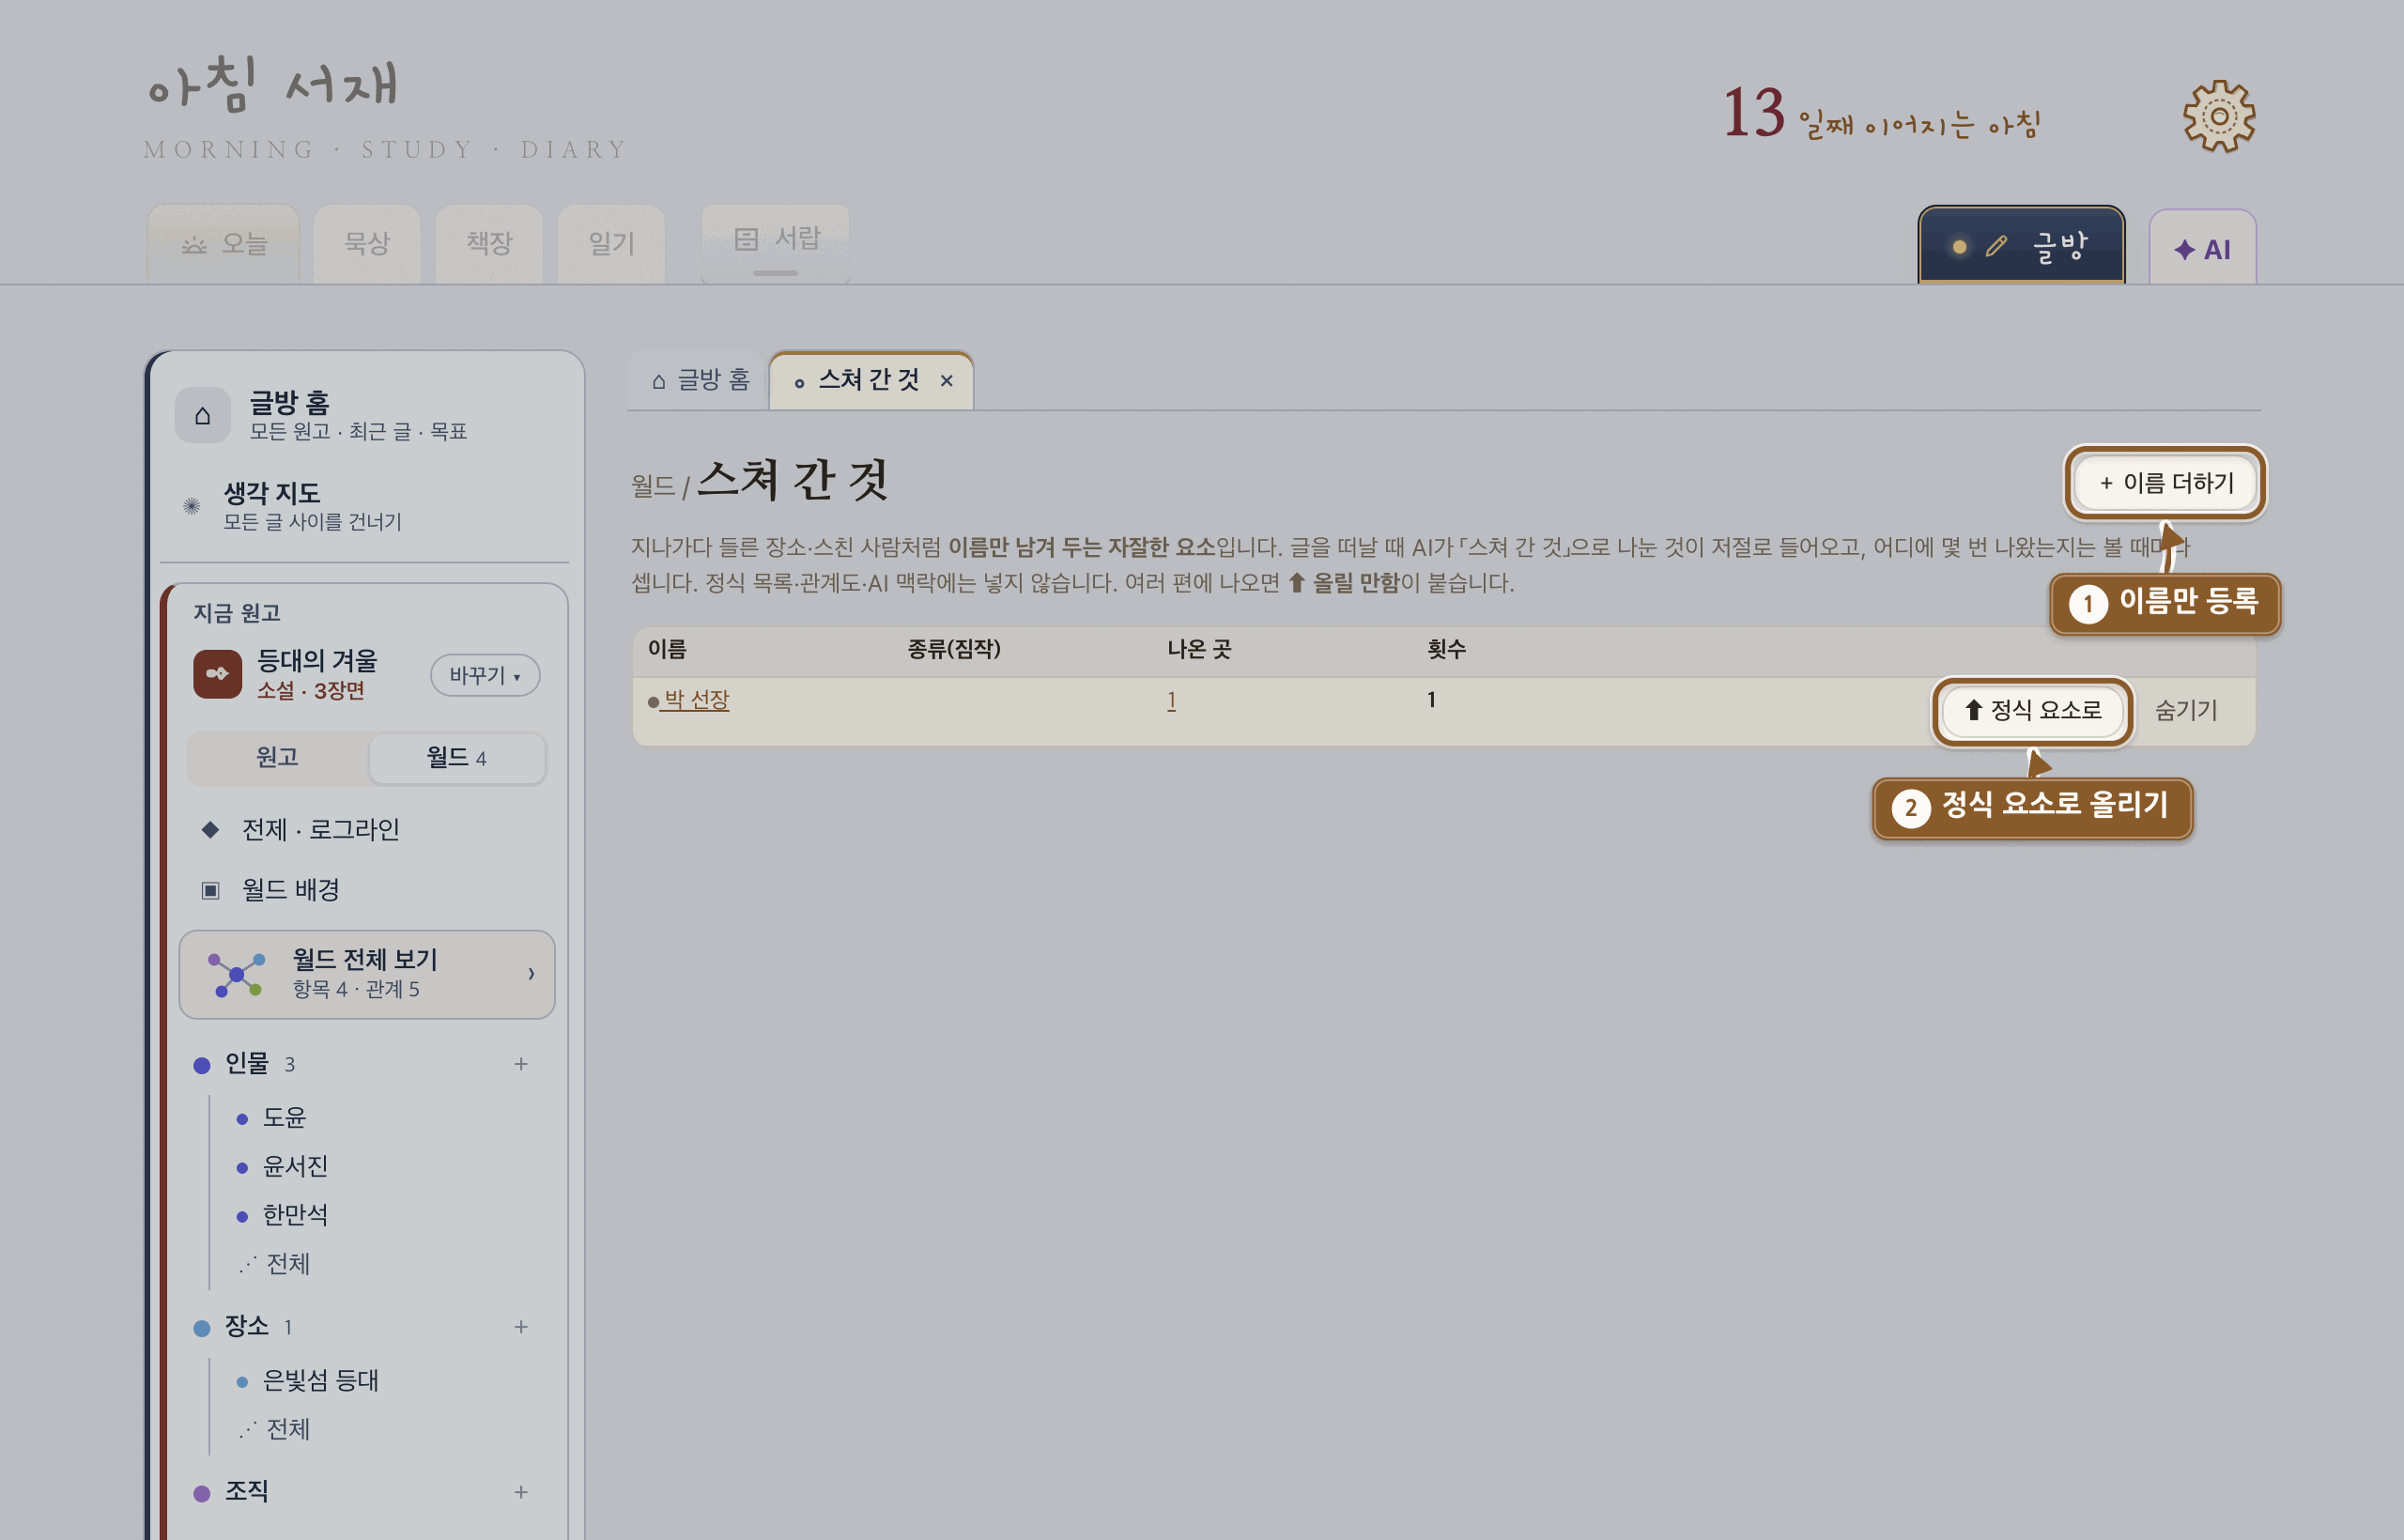 아침 서재
MORNING · STUDY · DIARY
13 일째 이어지는 아침
오늘
묵상
책장
일기
서랍
글방
AI
글방 홈
모든 원고 · 최근 글 · 목표
생각 지도
모든 글 사이를 건너기
지금 원고
등대의 겨울
소설 · 3장면
바꾸기 ▾
원고
월드 4
전제 · 로그라인
월드 배경
월드 전체 보기
항목 4 · 관계 5
인물 3 +
도윤
윤서진
한만석
전체
장소 1 +
은빛섬 등대
전체
조직 +
글방 홈
스쳐 간 것 ×
월드 / 스쳐 간 것
+ 이름 더하기
지나가다 들른 장소·스친 사람처럼 이름만 남겨 두는 자잘한 요소입니다. 글을 떠날 때 AI가 「스쳐 간 것」으로 나눈 것이 저절로 들어오고, 어디에 몇 번 나왔는지는 볼 때마다
셉니다. 정식 목록·관계도·AI 맥락에는 넣지 않습니다. 여러 편에 나오면 ⬆ 올릴 만함이 붙습니다.
1 이름만 등록
이름 종류(짐작) 나온 곳 횟수
박 선장 1 1 ⬆ 정식 요소로 숨기기
2 정식 요소로 올리기